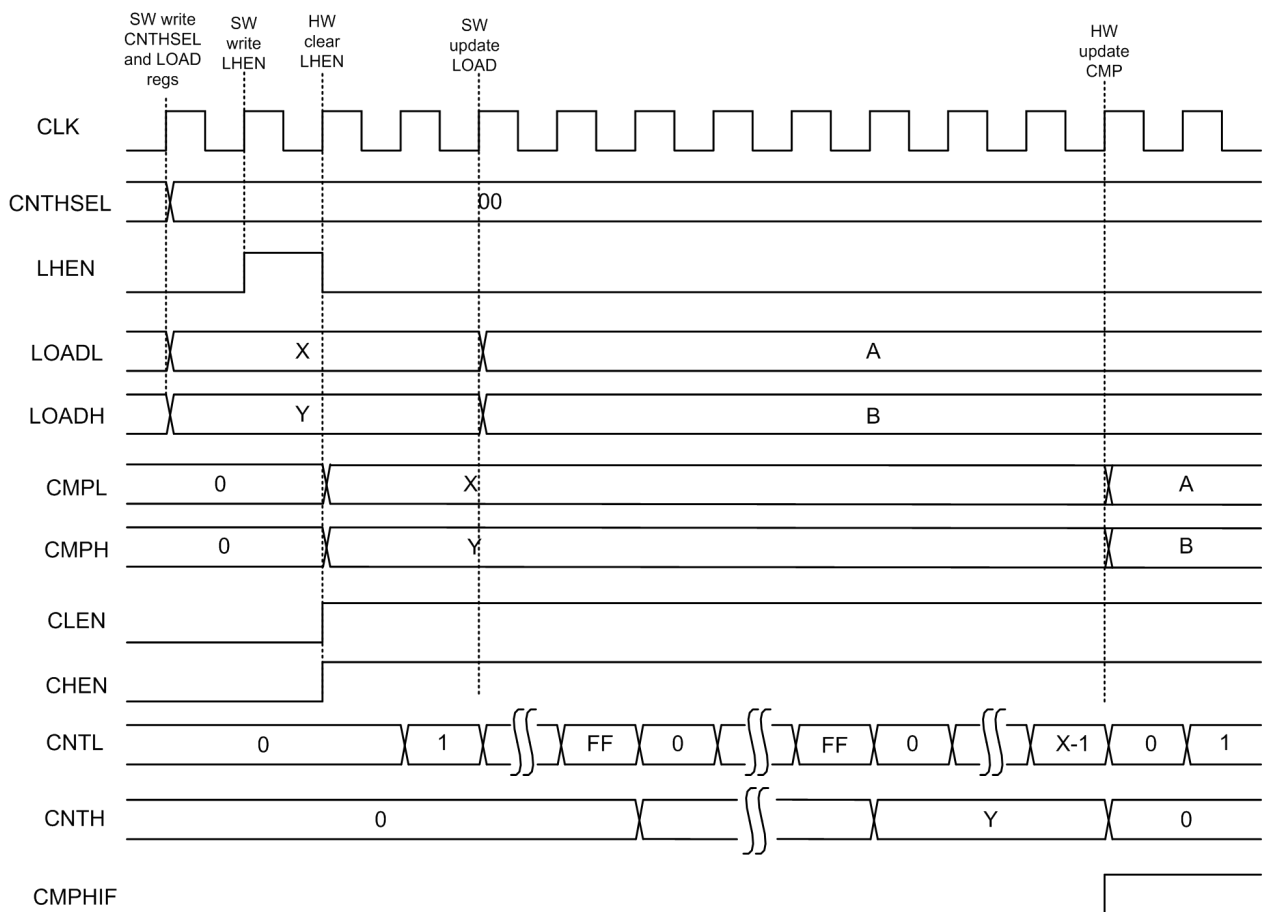 SW write
CNTHSEL
and LOAD
regs
SW
write
LHEN
HW
clear
LHEN
SW
update
LOAD
HW
update
CMP
CLK
CNTHSEL
00
LHEN
LOADL
X
A
LOADH
Y
B
CMPL
0
X
A
CMPH
0
Y
B
CLEN
CHEN
CNTL
0
1
FF
0
FF
0
X-1
0
1
CNTH
0
Y
0
CMPHIF